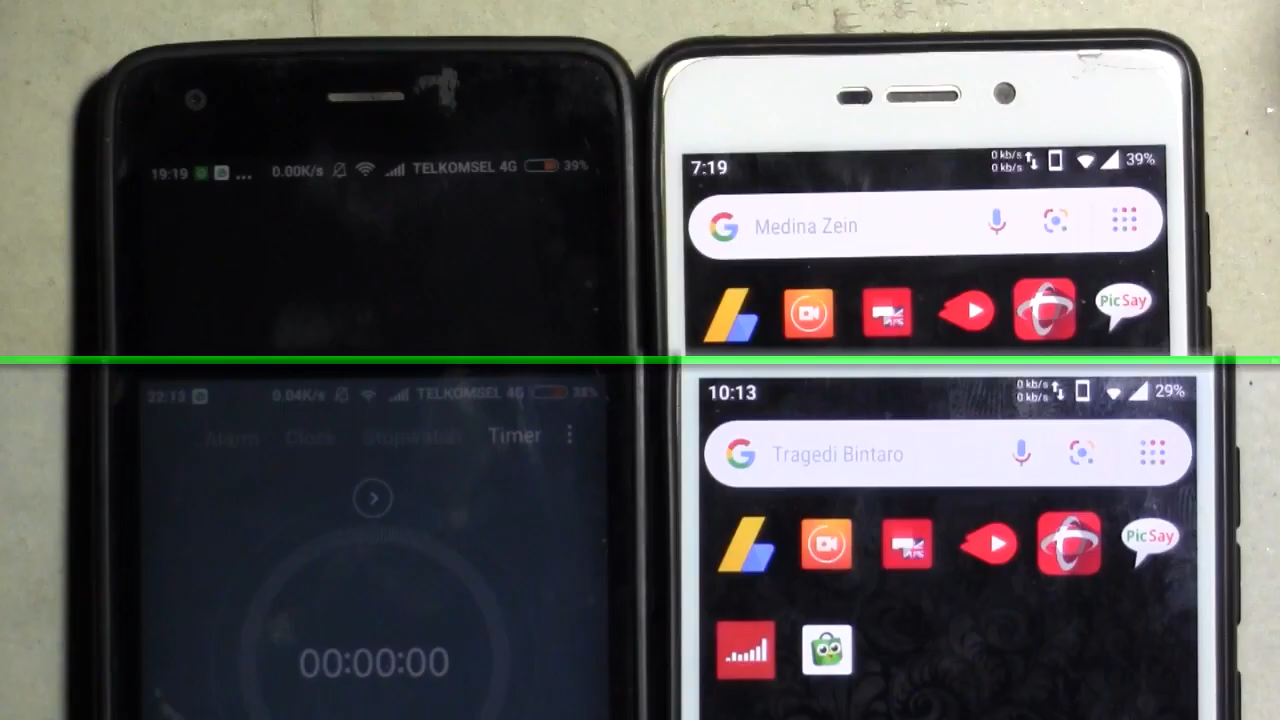 19:19 ... 0.00K/s TELKOMSEL 4G 39%
7:19 0 kb/s 0 kb/s 39%
G Medina Zein
PicSay
22:13 0.04K/s TELKOMSEL 4G 38%
Alarm Clock Stopwatch Timer
00:00:00
10:13 0 kb/s 0 kb/s 29%
G Tragedi Bintaro
PicSay